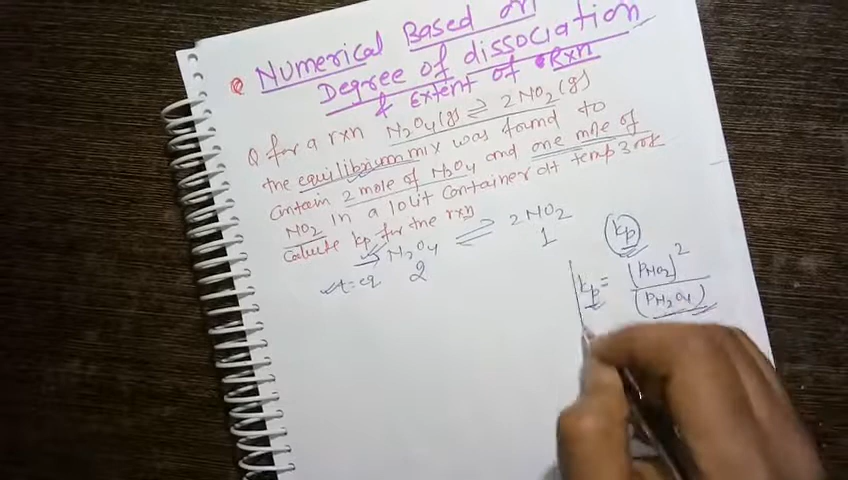 Numerical Based on
Degree of dissociation
& extent of Rxn
Q for a rxn N₂O₄(g) ⇌ 2NO₂(g)
the equilibrium mix was found to
Contain 2 mole of N₂O₄ and one mole of
NO₂ in a 10 lit Container at temp 300K
Calculate kp for the rxn
kp
N₂O₄ ⇌ 2NO₂
t=eq 2 1
kp = (PNO₂)²
(PN₂O₄)